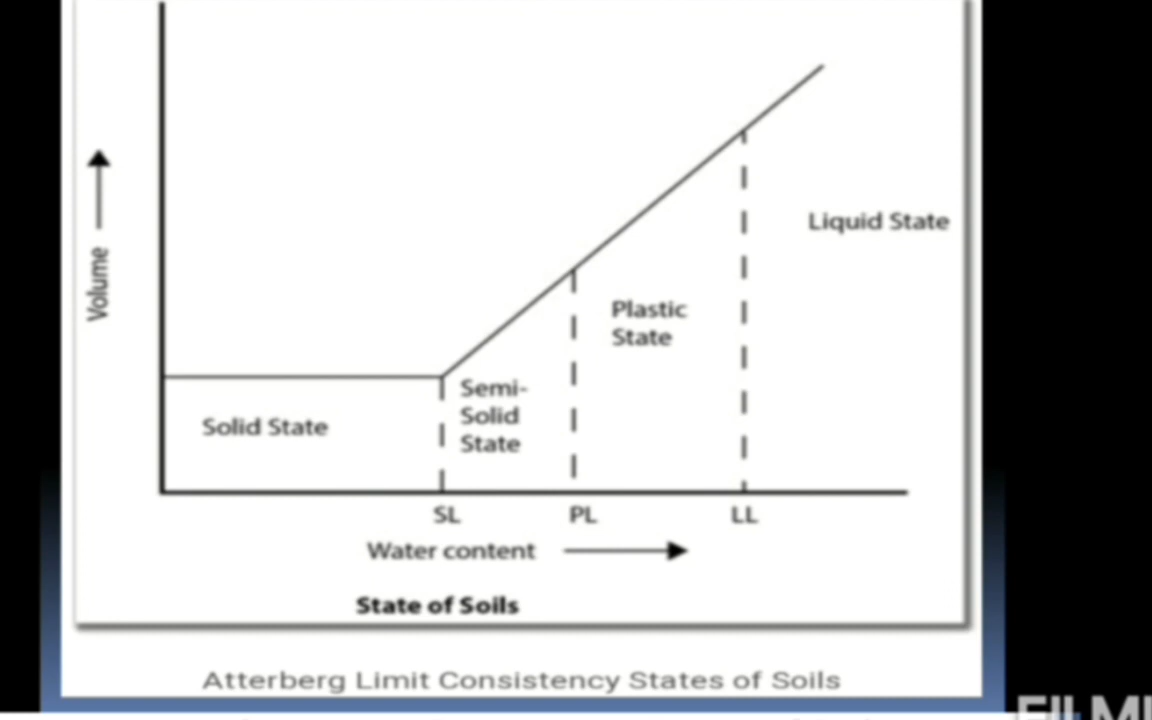 Volume
Liquid State
Plastic
State
Semi-
Solid
State
Solid State
SL PL LL
Water content
State of Soils
Atterberg Limit Consistency States of Soils